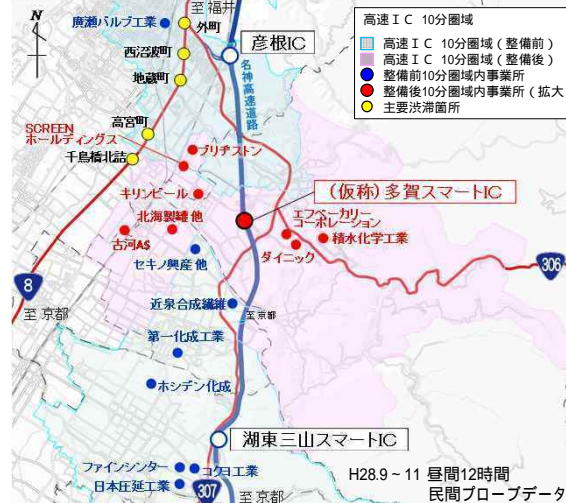 至福井
外町
廣瀬バルブ工業
西沼波町
地蔵町
彦根IC
名神高速道路
高速ＩＣ 10分圏域
高速ＩＣ 10分圏域（整備前）
高速ＩＣ 10分圏域（整備後）
整備前10分圏域内事業所
整備後10分圏域内事業所（拡大
主要渋滞箇所
高宮町
SCREEN
ホールディングス
千鳥橋北詰
ブリヂストン
キリンビール
(仮称)多賀スマートIC
北海製罐 他
古河AS
エフベーカリー
コーポレーション
積水化学工業
ダイニック
セキノ興産 他
306
8
至京都
近泉合成繊維
至京都
第一化成工業
ホシデン化成
湖東三山スマートIC
ファインシンター
コクヨ工業
日本圧延工業
307
至京都
H28.9～11 昼間12時間
民間プローブデータ
N